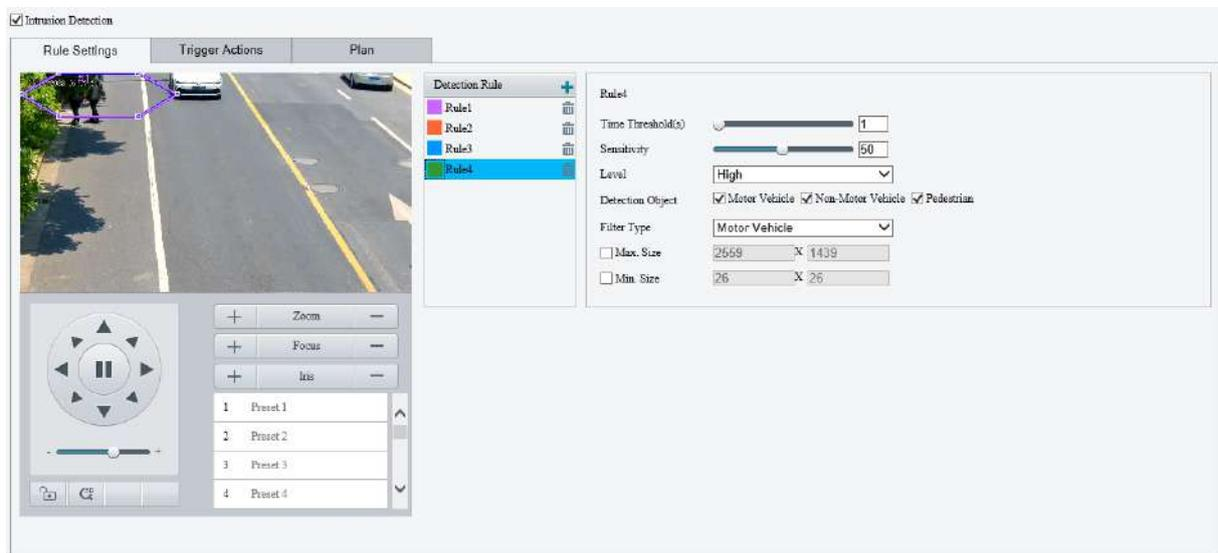 Intrusion Detection
Rule Settings
Trigger Actions
Plan
Detection Rule
Rule1
Rule2
Rule3
Rule4
Rule4
Time Threshold(s) 1
Sensitivity 50
Level High
Detection Object Motor Vehicle Non-Motor Vehicle Pedestrian
Filter Type Motor Vehicle
Max. Size 2559 X 1439
Min. Size 26 X 26
+ Zoom −
+ Focus −
+ Iris −
1 Preset 1
2 Preset 2
3 Preset 3
4 Preset 4
- +